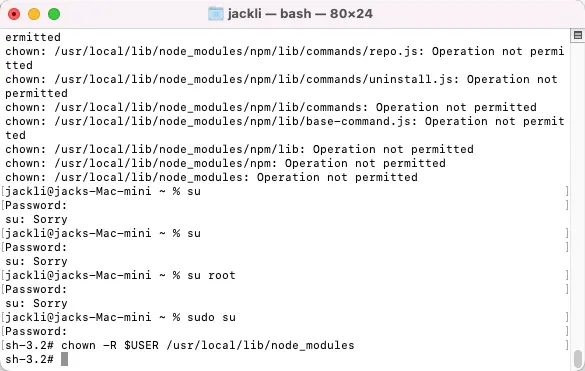 jackli — bash — 80×24
ermitted
chown: /usr/local/lib/node_modules/npm/lib/commands/repo.js: Operation not permi
tted
chown: /usr/local/lib/node_modules/npm/lib/commands/uninstall.js: Operation not
permitted
chown: /usr/local/lib/node_modules/npm/lib/commands: Operation not permitted
chown: /usr/local/lib/node_modules/npm/lib/base-command.js: Operation not permit
ted
chown: /usr/local/lib/node_modules/npm/lib: Operation not permitted
chown: /usr/local/lib/node_modules/npm: Operation not permitted
chown: /usr/local/lib/node_modules: Operation not permitted
[jackli@jacks-Mac-mini ~ % su ]
[Password: ]
su: Sorry
[jackli@jacks-Mac-mini ~ % su ]
[Password: ]
su: Sorry
[jackli@jacks-Mac-mini ~ % su root ]
[Password: ]
su: Sorry
[jackli@jacks-Mac-mini ~ % sudo su ]
[Password: ]
[sh-3.2# chown -R $USER /usr/local/lib/node_modules ]
sh-3.2#